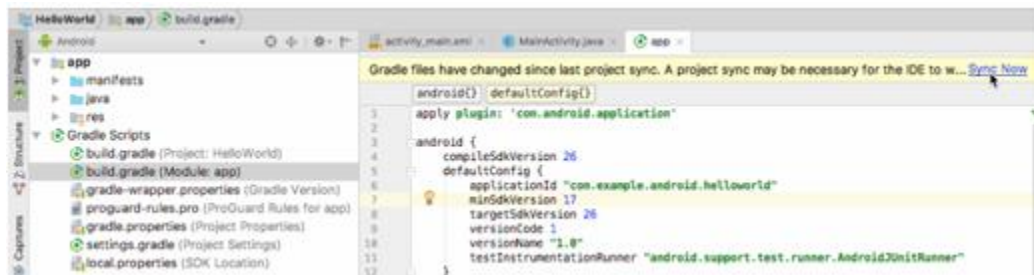 HelloWorld app build.gradle
1: Project
Android
activity_main.xml MainActivity.java app
app
manifests
java
res
Gradle Scripts
build.gradle (Project: HelloWorld)
build.gradle (Module: app)
gradle-wrapper.properties (Gradle Version)
proguard-rules.pro (ProGuard Rules for app)
gradle.properties (Project Properties)
settings.gradle (Project Settings)
local.properties (SDK Location)
Z: Structure
Captures
Gradle files have changed since last project sync. A project sync may be necessary for the IDE to w... Sync Now
android{} defaultConfig{}
1 apply plugin: 'com.android.application'
2
3 android {
4 compileSdkVersion 26
5 defaultConfig {
6 applicationId "com.example.android.helloworld"
7 minSdkVersion 17
8 targetSdkVersion 26
9 versionCode 1
10 versionName "1.0"
11 testInstrumentationRunner "android.support.test.runner.AndroidJUnitRunner"
12 }